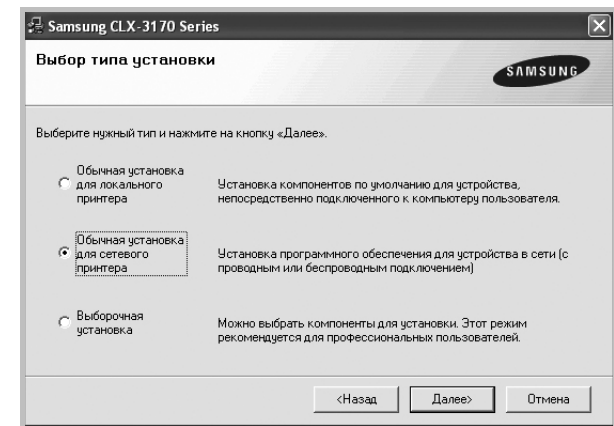 Samsung CLX-3170 Series
Выбор типа установки
SAMSUNG
Выберите нужный тип и нажмите на кнопку «Далее».
Обычная установка
для локального
принтера
Установка компонентов по умолчанию для устройства,
непосредственно подключенного к компьютеру пользователя.
Обычная установка
для сетевого
принтера
Установка программного обеспечения для устройства в сети (с
проводным или беспроводным подключением)
Выборочная
установка
Можно выбрать компоненты для установки. Этот режим
рекомендуется для профессиональных пользователей.
<Назад Далее> Отмена